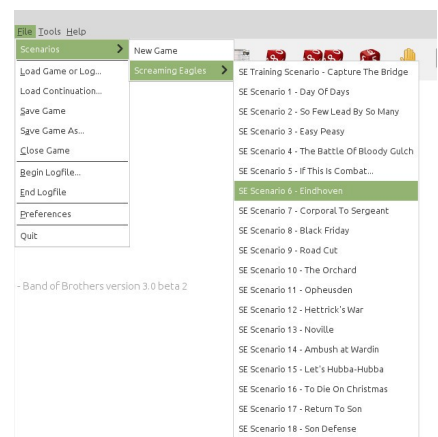 File Tools Help
Scenarios
Load Game or Log...
Load Continuation...
Save Game
Save Game As...
Close Game
Begin Logfile...
End Logfile
Preferences
Quit
New Game
Screaming Eagles
SE Training Scenario - Capture The Bridge
SE Scenario 1 - Day Of Days
SE Scenario 2 - So Few Lead By So Many
SE Scenario 3 - Easy Peasy
SE Scenario 4 - The Battle Of Bloody Gulch
SE Scenario 5 - If This Is Combat...
SE Scenario 6 - Eindhoven
SE Scenario 7 - Corporal To Sergeant
SE Scenario 8 - Black Friday
SE Scenario 9 - Road Cut
SE Scenario 10 - The Orchard
SE Scenario 11 - Opheusden
SE Scenario 12 - Hettrick's War
SE Scenario 13 - Noville
SE Scenario 14 - Ambush at Wardin
SE Scenario 15 - Let's Hubba-Hubba
SE Scenario 16 - To Die On Christmas
SE Scenario 17 - Return To Son
SE Scenario 18 - Son Defense
- Band of Brothers version 3.0 beta 2